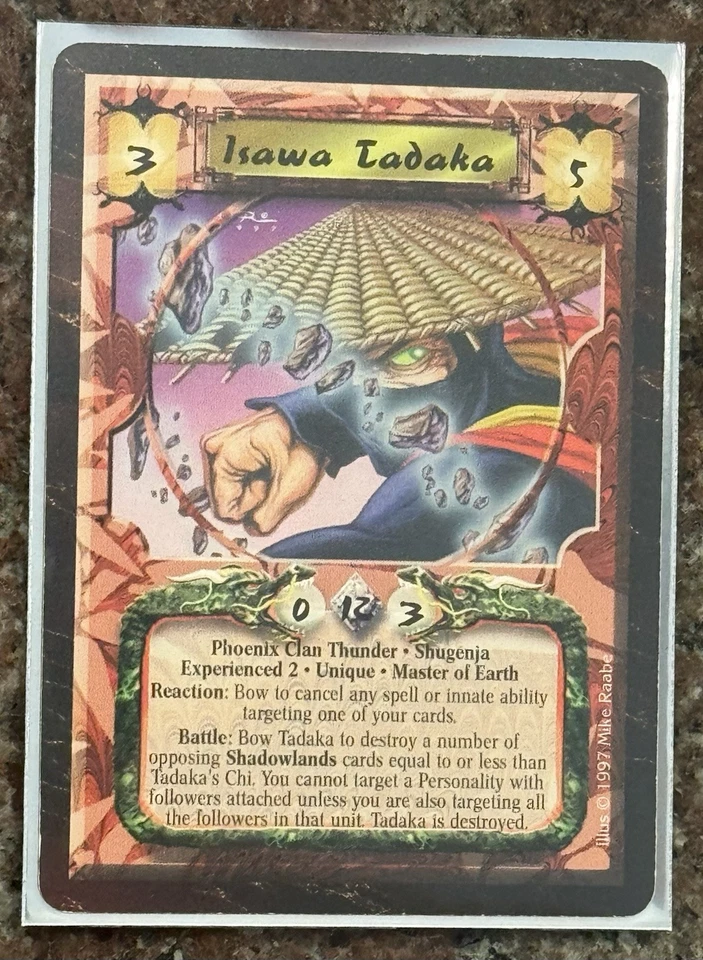 3
Isawa Tadaka
5
0 12 3
Phoenix Clan Thunder • Shugenja
Experienced 2 • Unique • Master of Earth
Reaction: Bow to cancel any spell or innate ability
targeting one of your cards.
Battle: Bow Tadaka to destroy a number of
opposing Shadowlands cards equal to or less than
Tadaka's Chi. You cannot target a Personality with
followers attached unless you are also targeting all
the followers in that unit. Tadaka is destroyed.
Illus © 1997 Mike Raabe